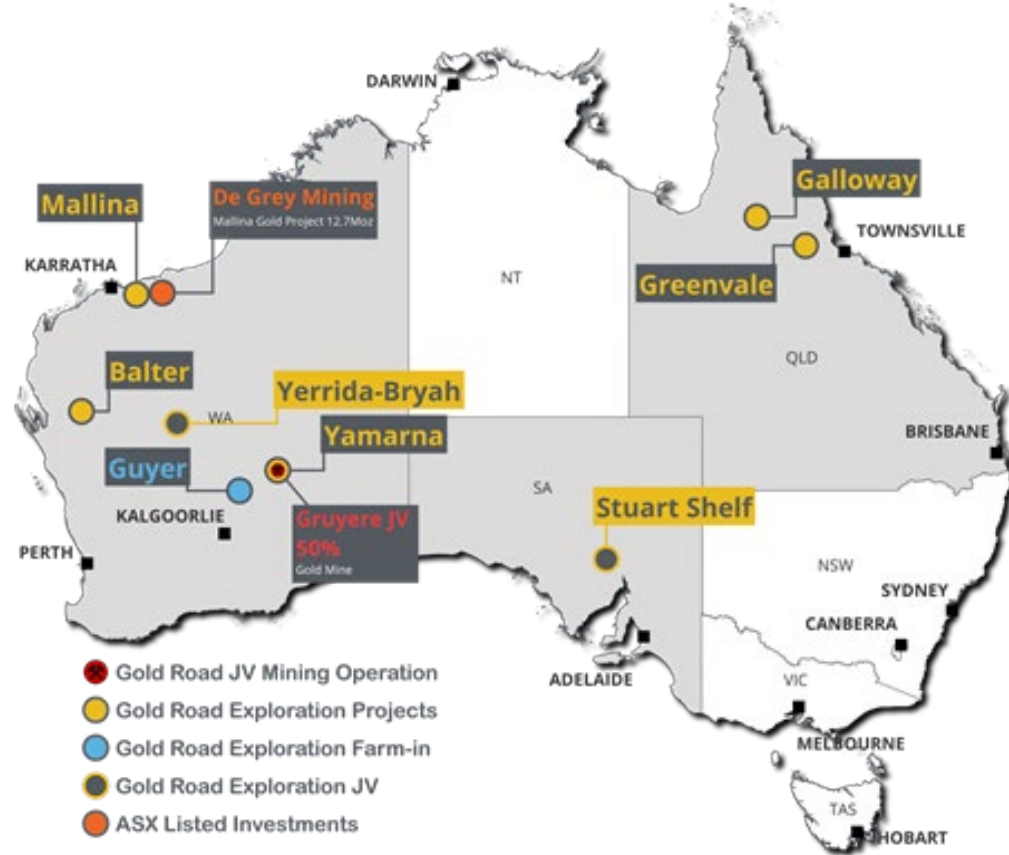 DARWIN
Mallina
De Grey Mining
Mallina Gold Project 12.7Moz
Galloway
KARRATHA
TOWNSVILLE
NT
Greenvale
QLD
Balter
Yerrida-Bryah
WA
Yamarna
BRISBANE
Guyer
SA
Stuart Shelf
KALGOORLIE
Gruyere JV
50%
Gold Mine
PERTH
NSW
SYDNEY
CANBERRA
ADELAIDE
VIC
MELBOURNE
TAS
HOBART
Gold Road JV Mining Operation
Gold Road Exploration Projects
Gold Road Exploration Farm-in
Gold Road Exploration JV
ASX Listed Investments